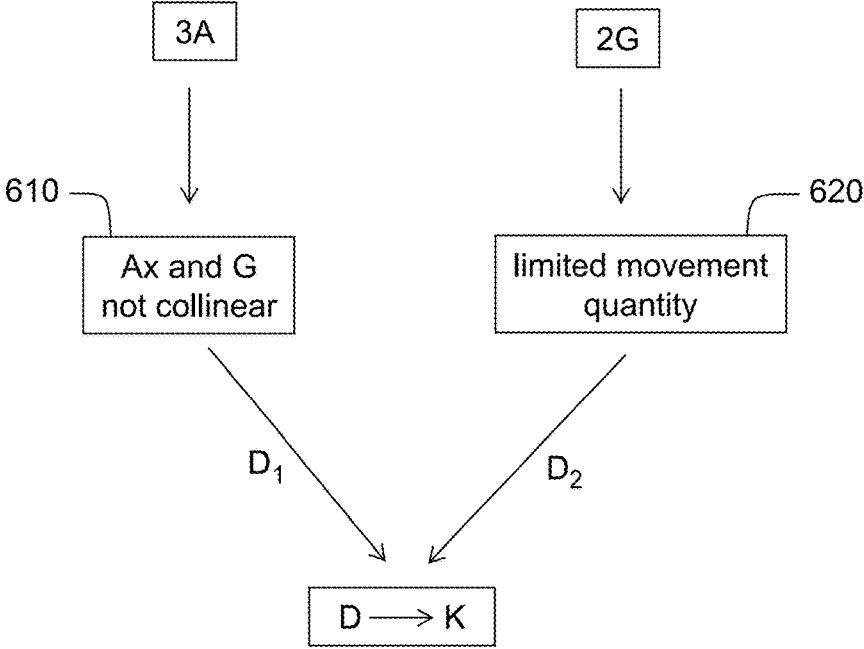 3A
2G
610
620
Ax and G
not collinear
limited movement
quantity
D1
D2
D → K